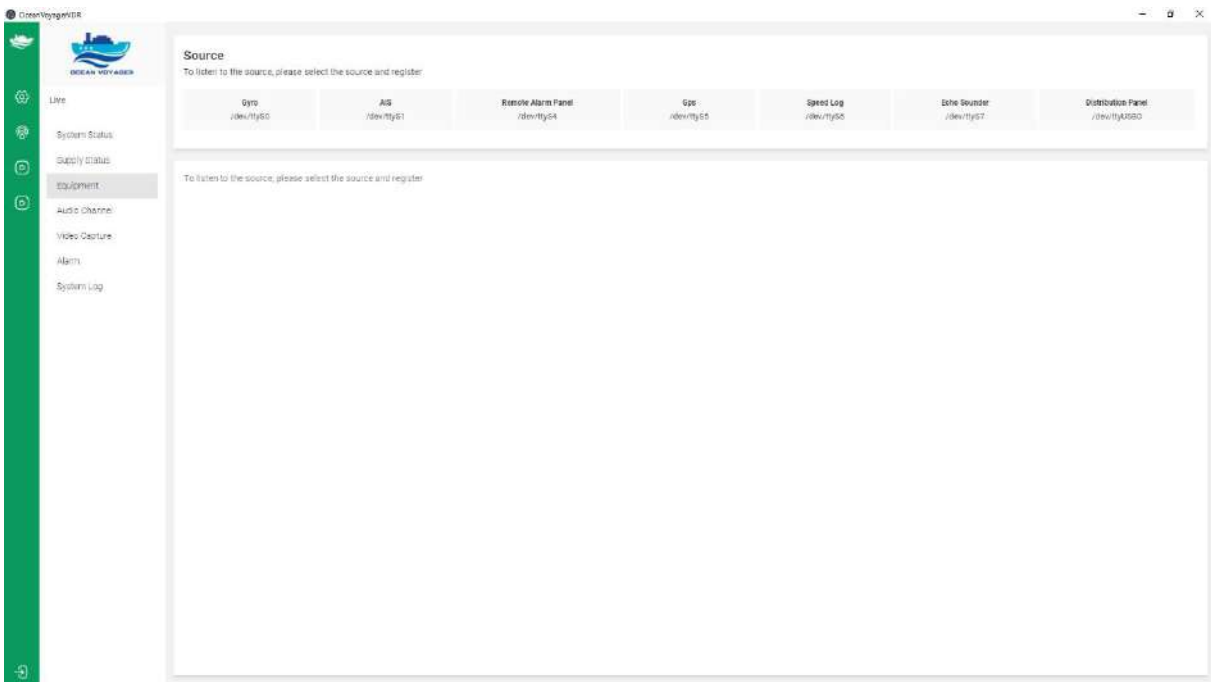 OceanVoyagerVDR
OCEAN VOYAGER
Live
System Status
Supply Status
Equipment
Audio Channel
Video Capture
Alarm
System Log
Source
To listen to the source, please select the source and register
Gyro
/dev/ttyS0
AIS
/dev/ttyS1
Remote Alarm Panel
/dev/ttyS4
Gps
/dev/ttyS5
Speed Log
Echo Sounder
/dev/ttyS7
Distribution Panel
/dev/ttyUSB0
To listen to the source, please select the source and register